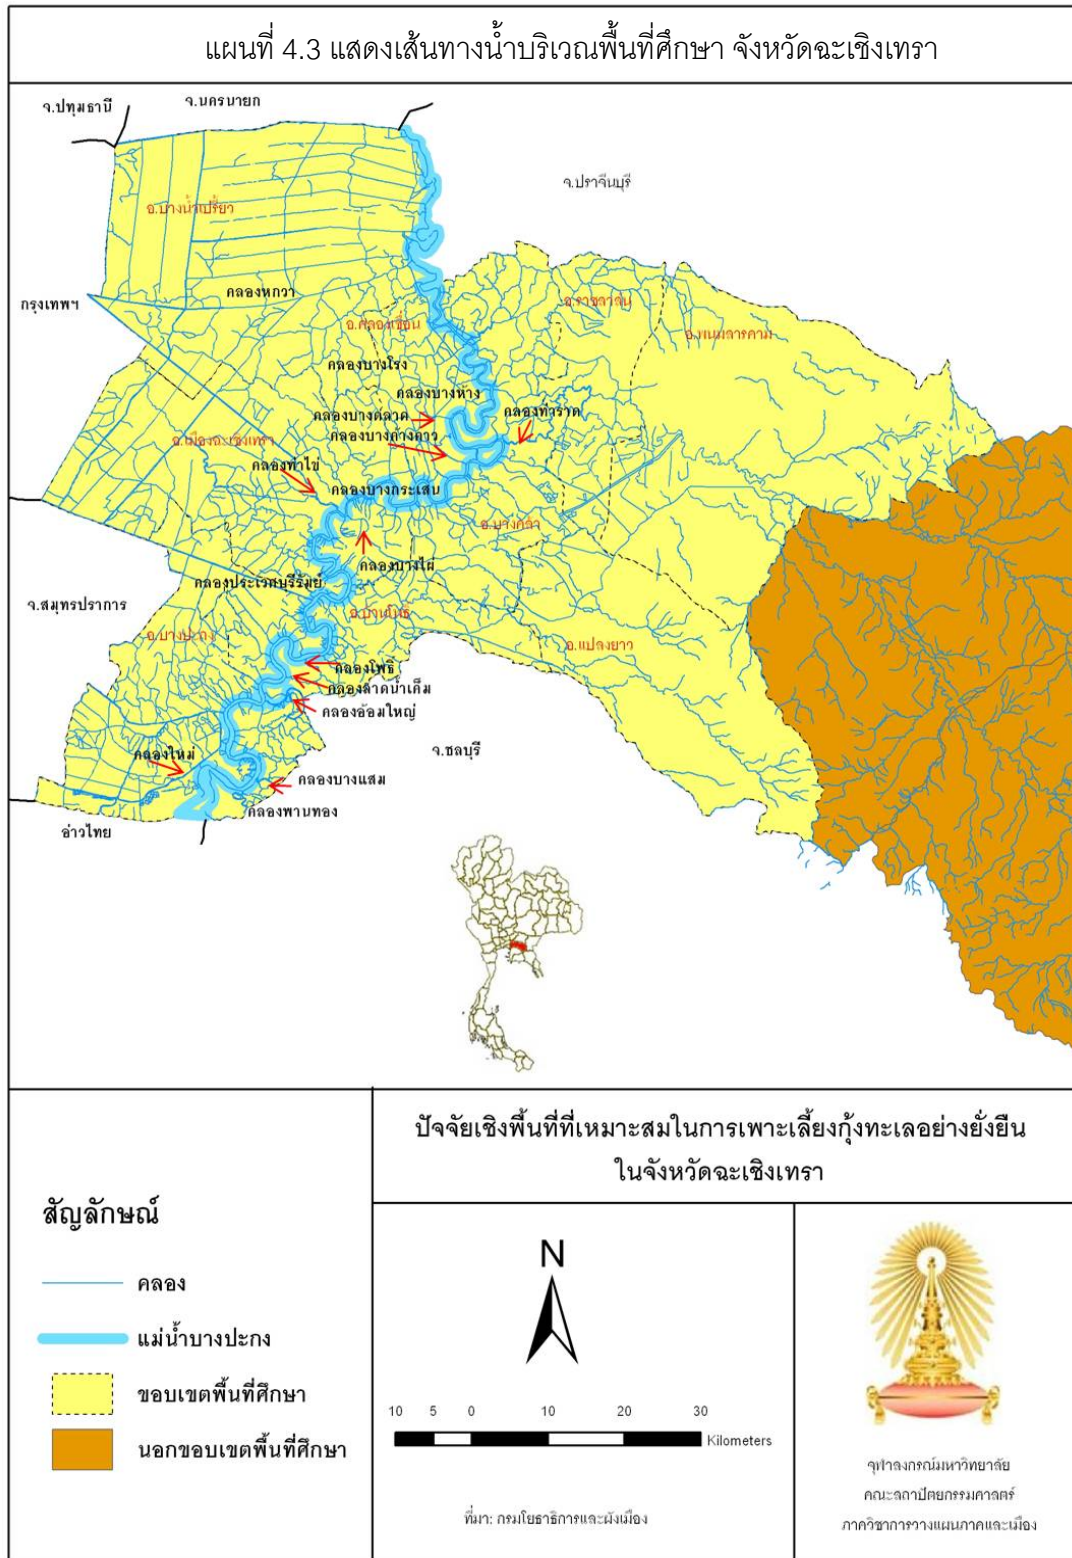 แผนที่ 4.3 แสดงเส้นทางน้ำบริเวณพื้นที่ศึกษา จังหวัดฉะเชิงเทรา
จ.ปทุมธานี
จ.นครนายก
จ.ปราจีนบุรี
อ.บางน้ำเปรี้ยว
กรุงเทพฯ
คลองหกวา
อ.คลองเขื่อน
อ.ราชสาส์น
อ.พนมสารคาม
คลองบางโรง
คลองบางห้าง
คลองบางตลาด
คลองท่าราด
คลองบางค้างคาว
อ.เมืองฉะเชิงเทรา
คลองท่าไข่
คลองบางกระเสน
อ.บางคล้า
คลองบางไผ่
คลองประเวศบุรีรัมย์
จ.สมุทรปราการ
อ.บ้านโพธิ์
อ.บางปะกง
อ.แปลงยาว
คลองโพธิ์
คลองลาดน้ำเค็ม
คลองอ้อมใหญ่
จ.ชลบุรี
คลองใหม่
คลองบางแสม
คลองพานทอง
อ่าวไทย
ปัจจัยเชิงพื้นที่ที่เหมาะสมในการเพาะเลี้ยงกุ้งทะเลอย่างยั่งยืน
ในจังหวัดฉะเชิงเทรา
สัญลักษณ์
คลอง
แม่น้ำบางปะกง
ขอบเขตพื้นที่ศึกษา
นอกขอบเขตพื้นที่ศึกษา
N
10 5 0 10 20 30
Kilometers
ที่มา: กรมโยธาธิการและผังเมือง
จุฬาลงกรณ์มหาวิทยาลัย
คณะสถาปัตยกรรมศาสตร์
ภาควิชาการวางแผนภาคและเมือง